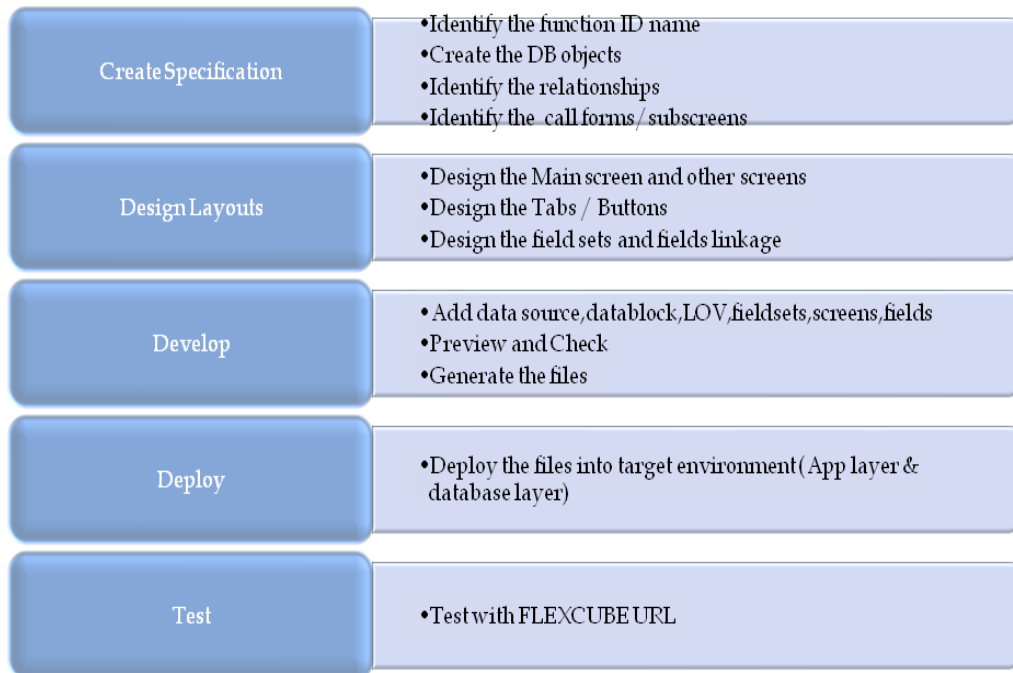 Create Specification
•Identify the function ID name
•Create the DB objects
•Identify the relationships
•Identify the call forms/subscreens
Design Layouts
•Design the Main screen and other screens
•Design the Tabs / Buttons
•Design the field sets and fields linkage
Develop
•Add data source,datablock,LOV,fieldsets,screens,fields
•Preview and Check
•Generate the files
Deploy
•Deploy the files into target environment( App layer &
database layer)
Test
•Test with FLEXCUBE URL